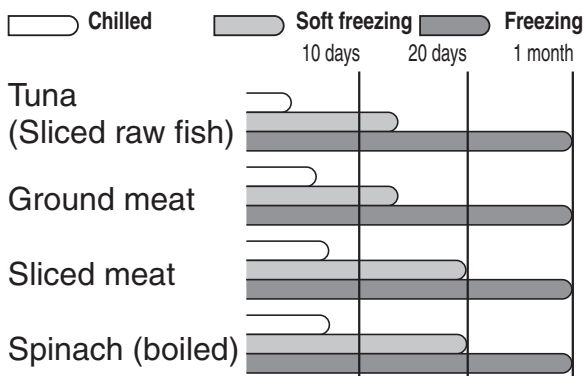 Chilled Soft freezing Freezing
10 days 20 days 1 month
Tuna
(Sliced raw fish)
Ground meat
Sliced meat
Spinach (boiled)